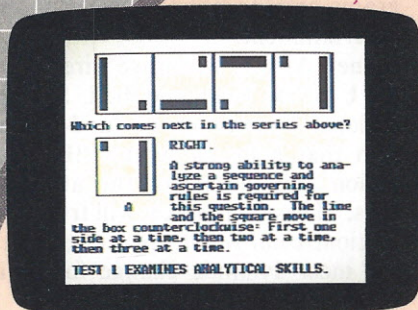 Which comes next in the series above?
RIGHT.
A strong ability to ana-
lyze a sequence and
ascertain governing
rules is required for
this question. The line
and the square move in
the box counterclockwise: First one
side at a time, then two at a time,
then three at a time.
A
TEST 1 EXAMINES ANALYTICAL SKILLS.